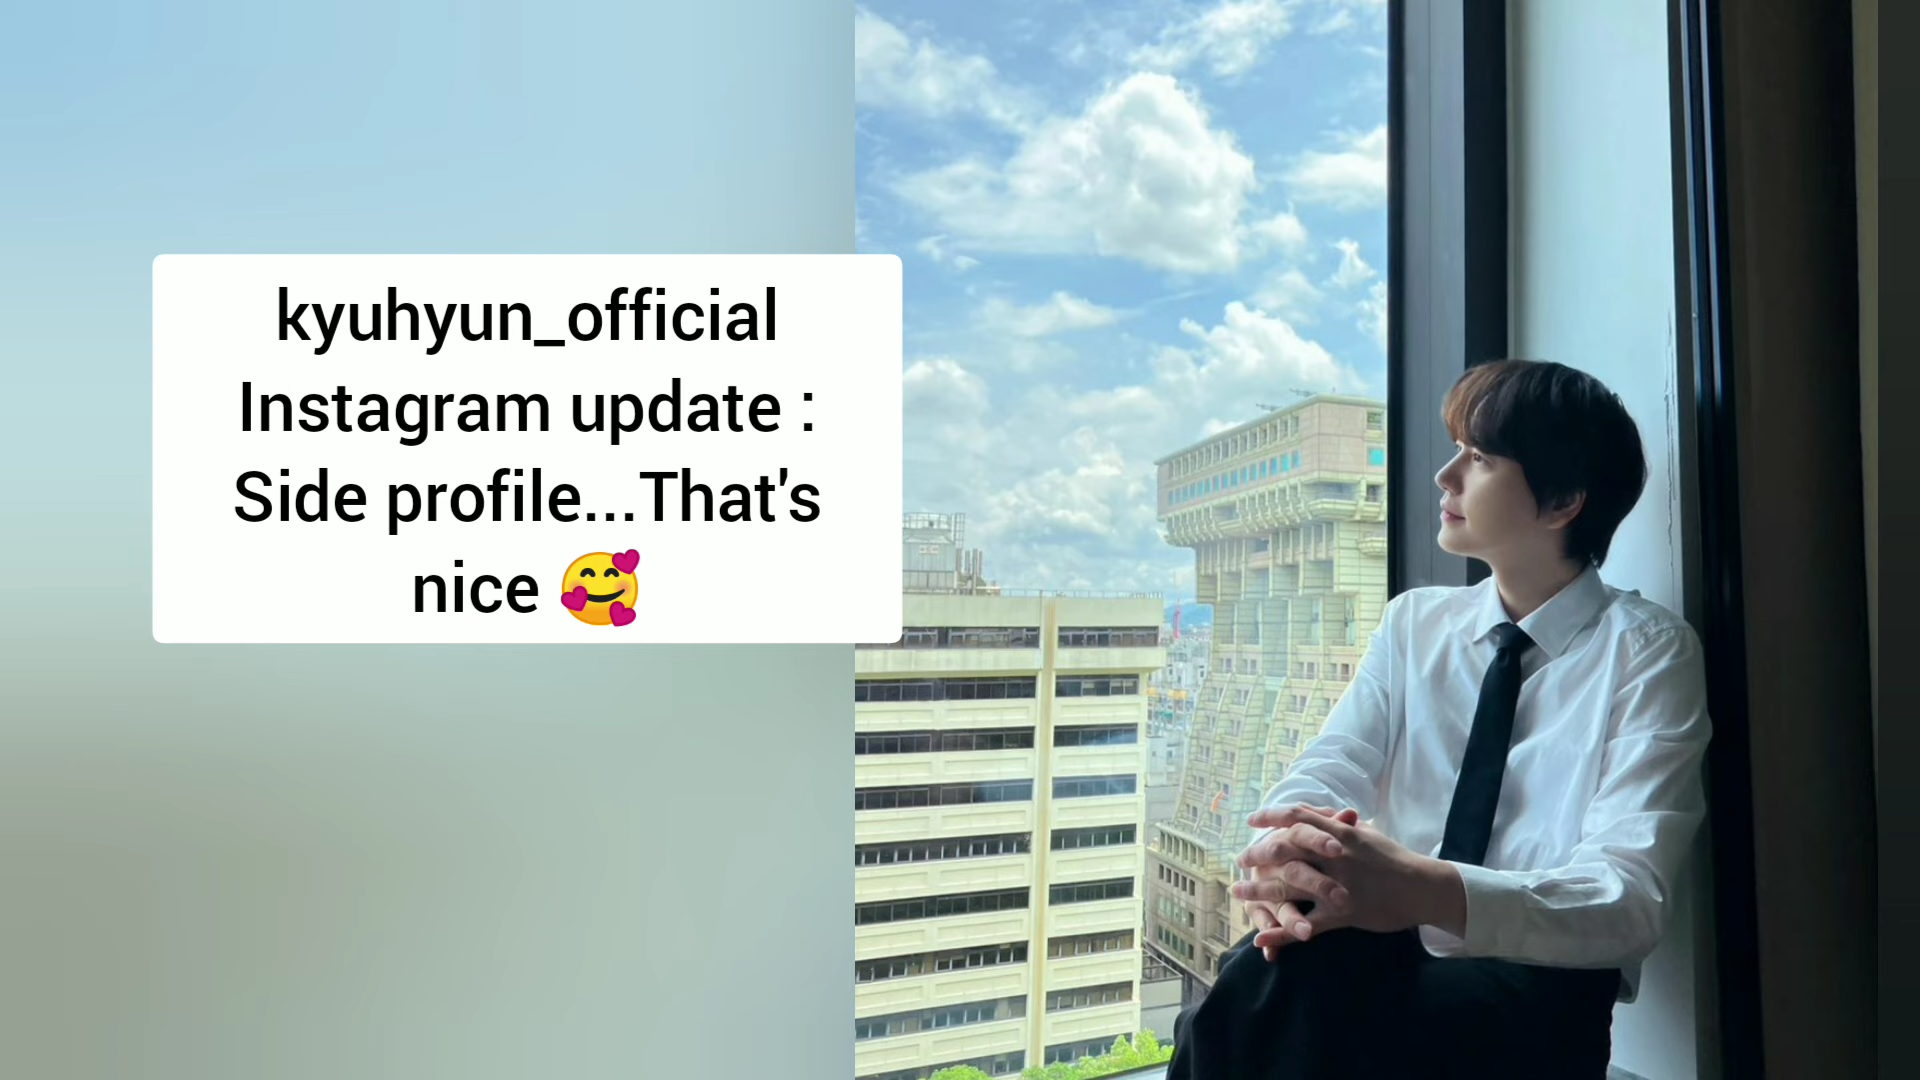 kyuhyun_official
Instagram update :
Side profile...That's
nice 🥰